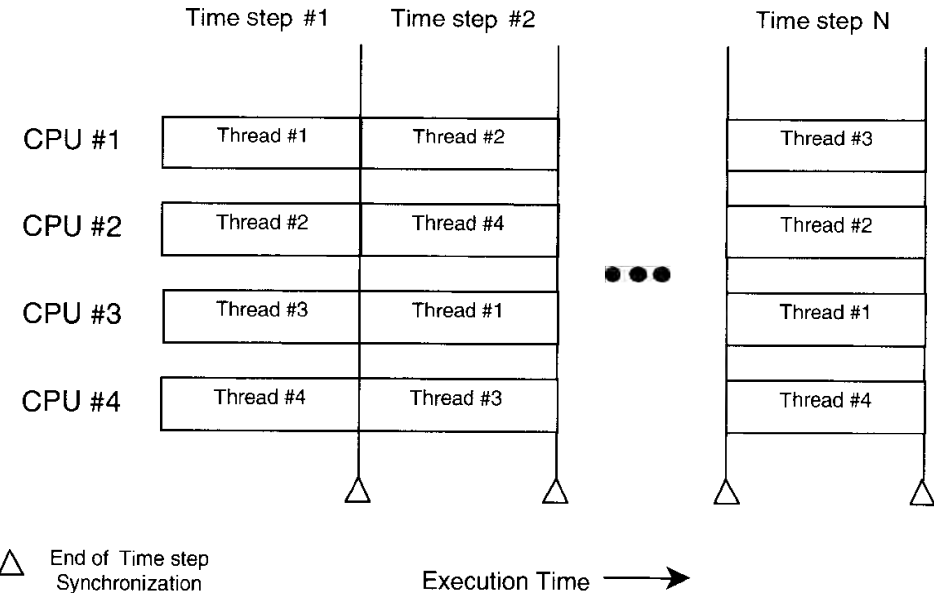 Time step #1 Time step #2 Time step N
CPU #1 Thread #1 Thread #2 Thread #3
CPU #2 Thread #2 Thread #4 Thread #2
CPU #3 Thread #3 Thread #1 Thread #1
CPU #4 Thread #4 Thread #3 Thread #4
End of Time step
Synchronization
Execution Time